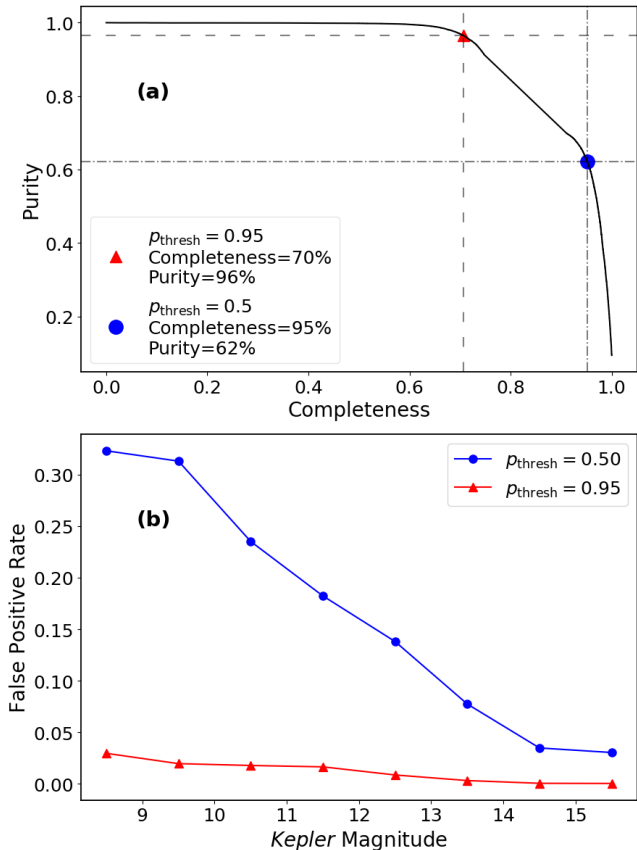 1.0
0.8
0.6
0.4
0.2
Purity
(a)
p_thresh = 0.95
Completeness=70%
Purity=96%
p_thresh = 0.5
Completeness=95%
Purity=62%
0.0 0.2 0.4 0.6 0.8 1.0
Completeness
0.30
0.25
0.20
0.15
0.10
0.05
0.00
False Positive Rate
(b)
p_thresh = 0.50
p_thresh = 0.95
9 10 11 12 13 14 15
Kepler Magnitude